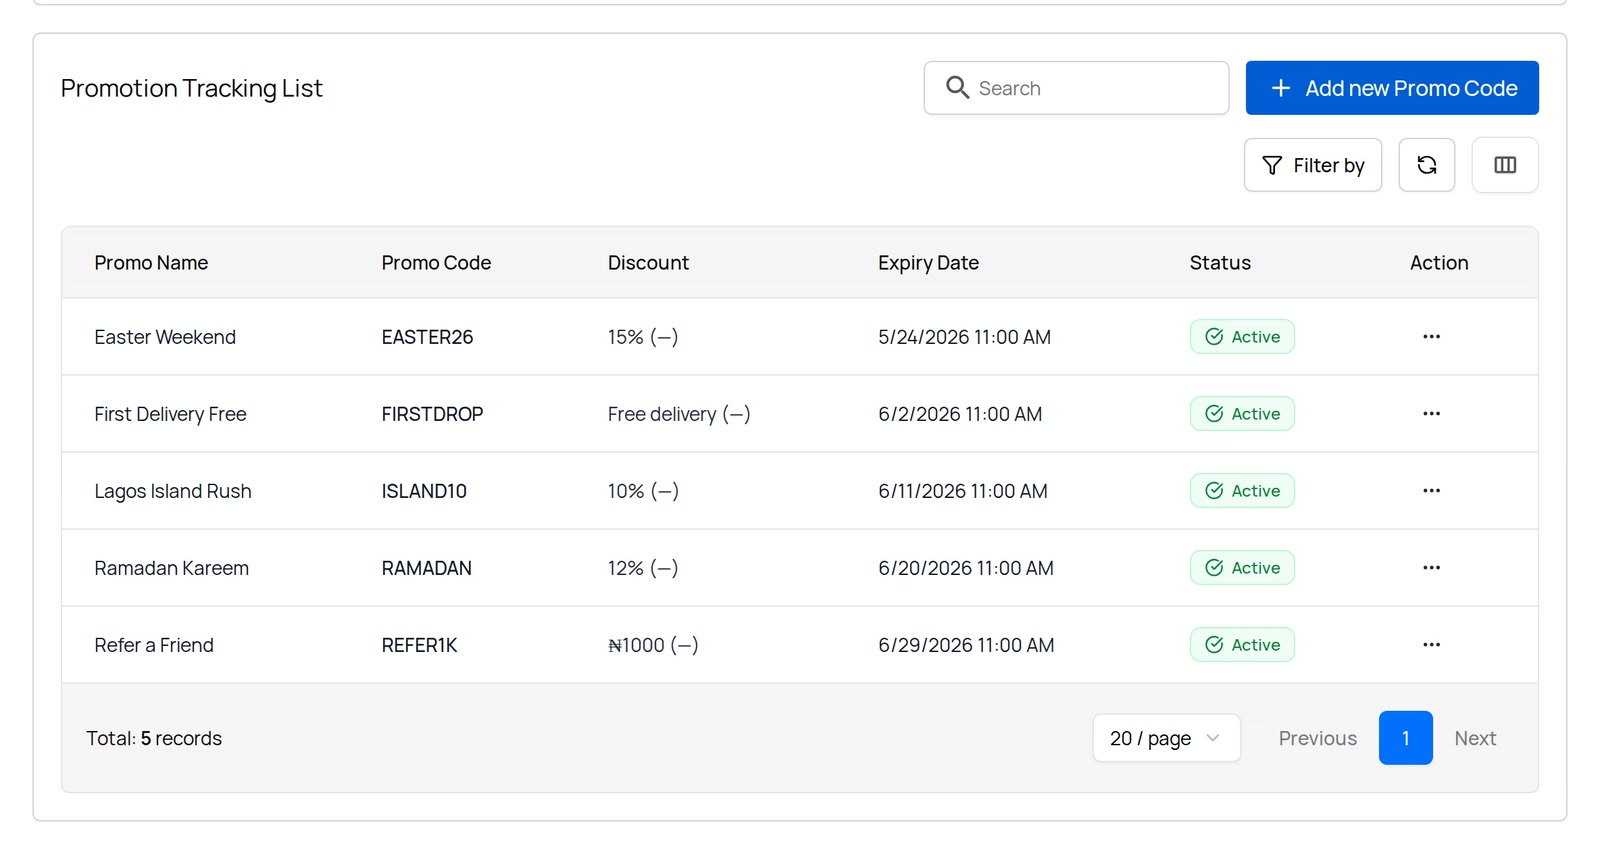 Promotion Tracking List
Search
Add new Promo Code
Filter by
Promo Name Promo Code Discount Expiry Date Status Action
Easter Weekend EASTER26 15% (—) 5/24/2026 11:00 AM Active ...
First Delivery Free FIRSTDROP Free delivery (—) 6/2/2026 11:00 AM Active ...
Lagos Island Rush ISLAND10 10% (—) 6/11/2026 11:00 AM Active ...
Ramadan Kareem RAMADAN 12% (—) 6/20/2026 11:00 AM Active ...
Refer a Friend REFER1K ₦1000 (—) 6/29/2026 11:00 AM Active ...
Total: 5 records 20 / page Previous 1 Next